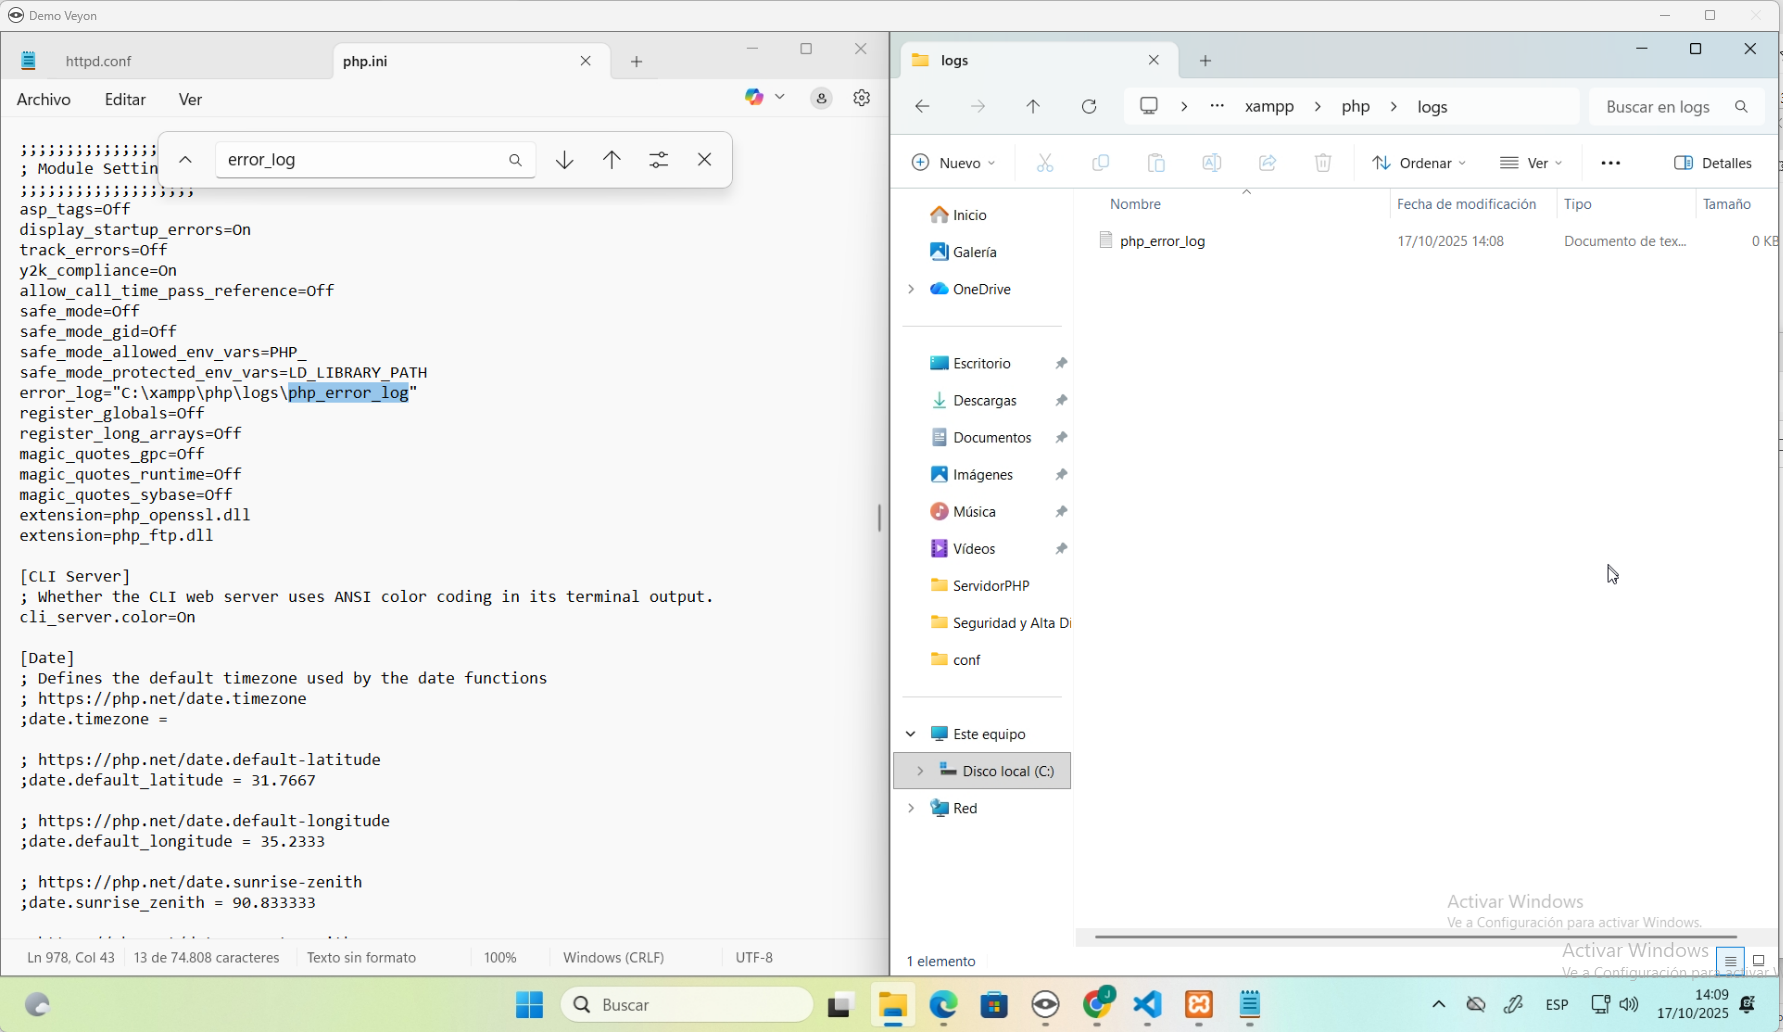 Demo Veyon
httpd.conf
php.ini
Archivo
Editar
Ver
error_log
;;;;;;;;;;;;;;;
; Module Settin
;;;;;;;;;;;;;;;;;;;
asp_tags=Off
display_startup_errors=On
track_errors=Off
y2k_compliance=On
allow_call_time_pass_reference=Off
safe_mode=Off
safe_mode_gid=Off
safe_mode_allowed_env_vars=PHP_
safe_mode_protected_env_vars=LD_LIBRARY_PATH
error_log="C:\xampp\php\logs\php_error_log"
register_globals=Off
register_long_arrays=Off
magic_quotes_gpc=Off
magic_quotes_runtime=Off
magic_quotes_sybase=Off
extension=php_openssl.dll
extension=php_ftp.dll
[CLI Server]
; Whether the CLI web server uses ANSI color coding in its terminal output.
cli_server.color=On
[Date]
; Defines the default timezone used by the date functions
; https://php.net/date.timezone
;date.timezone =
; https://php.net/date.default-latitude
;date.default_latitude = 31.7667
; https://php.net/date.default-longitude
;date.default_longitude = 35.2333
; https://php.net/date.sunrise-zenith
;date.sunrise_zenith = 90.833333
Ln 978, Col 43
13 de 74.808 caracteres
Texto sin formato
100%
Windows (CRLF)
UTF-8
logs
xampp > php > logs
Buscar en logs
Nuevo
Ordenar
Ver
Detalles
Nombre
Fecha de modificación
Tipo
Tamaño
php_error_log
17/10/2025 14:08
Documento de tex...
0 KB
Inicio
Galería
OneDrive
Escritorio
Descargas
Documentos
Imágenes
Música
Vídeos
ServidorPHP
Seguridad y Alta Di
conf
Este equipo
Disco local (C:)
Red
Activar Windows
Ve a Configuración para activar Windows.
1 elemento
Activar Windows
Ve a Configuración para activar
Buscar
ESP
14:09
17/10/2025